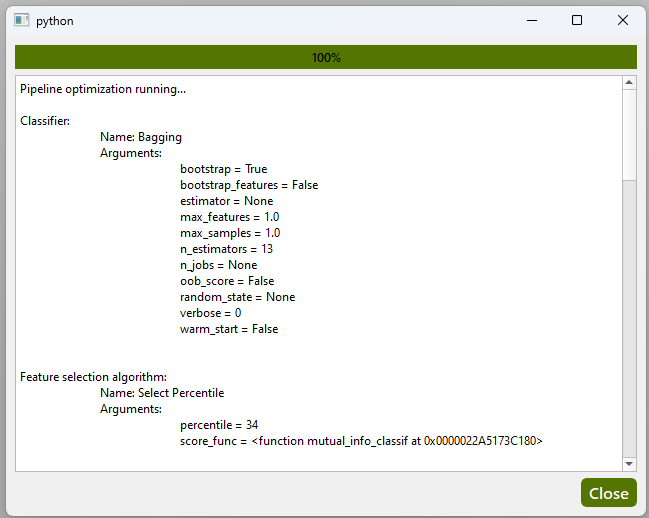 python
100%
Pipeline optimization running...
Classifier:
Name: Bagging
Arguments:
bootstrap = True
bootstrap_features = False
estimator = None
max_features = 1.0
max_samples = 1.0
n_estimators = 13
n_jobs = None
oob_score = False
random_state = None
verbose = 0
warm_start = False
Feature selection algorithm:
Name: Select Percentile
Arguments:
percentile = 34
score_func = <function mutual_info_classif at 0x0000022A5173C180>
Close